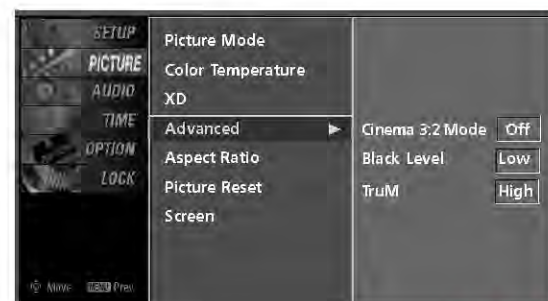 SETUP
PICTURE
AUDIO
TIME
OPTION
LOCK
Move MENU Prev.
Picture Mode
Color Temperature
XD
Advanced ▶
Aspect Ratio
Picture Reset
Screen
Cinema 3:2 Mode Off
Black Level Low
TruM High